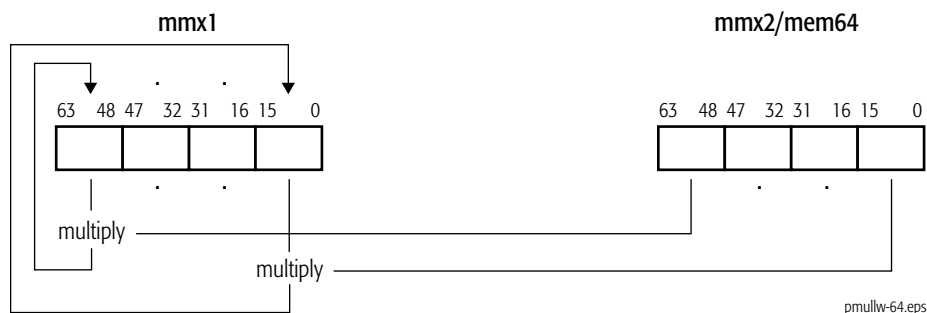 mmx1 mmx2/mem64
. .
63 48 47 32 31 16 15 0 63 48 47 32 31 16 15 0
. . . .
multiply
multiply
pmullw-64.eps